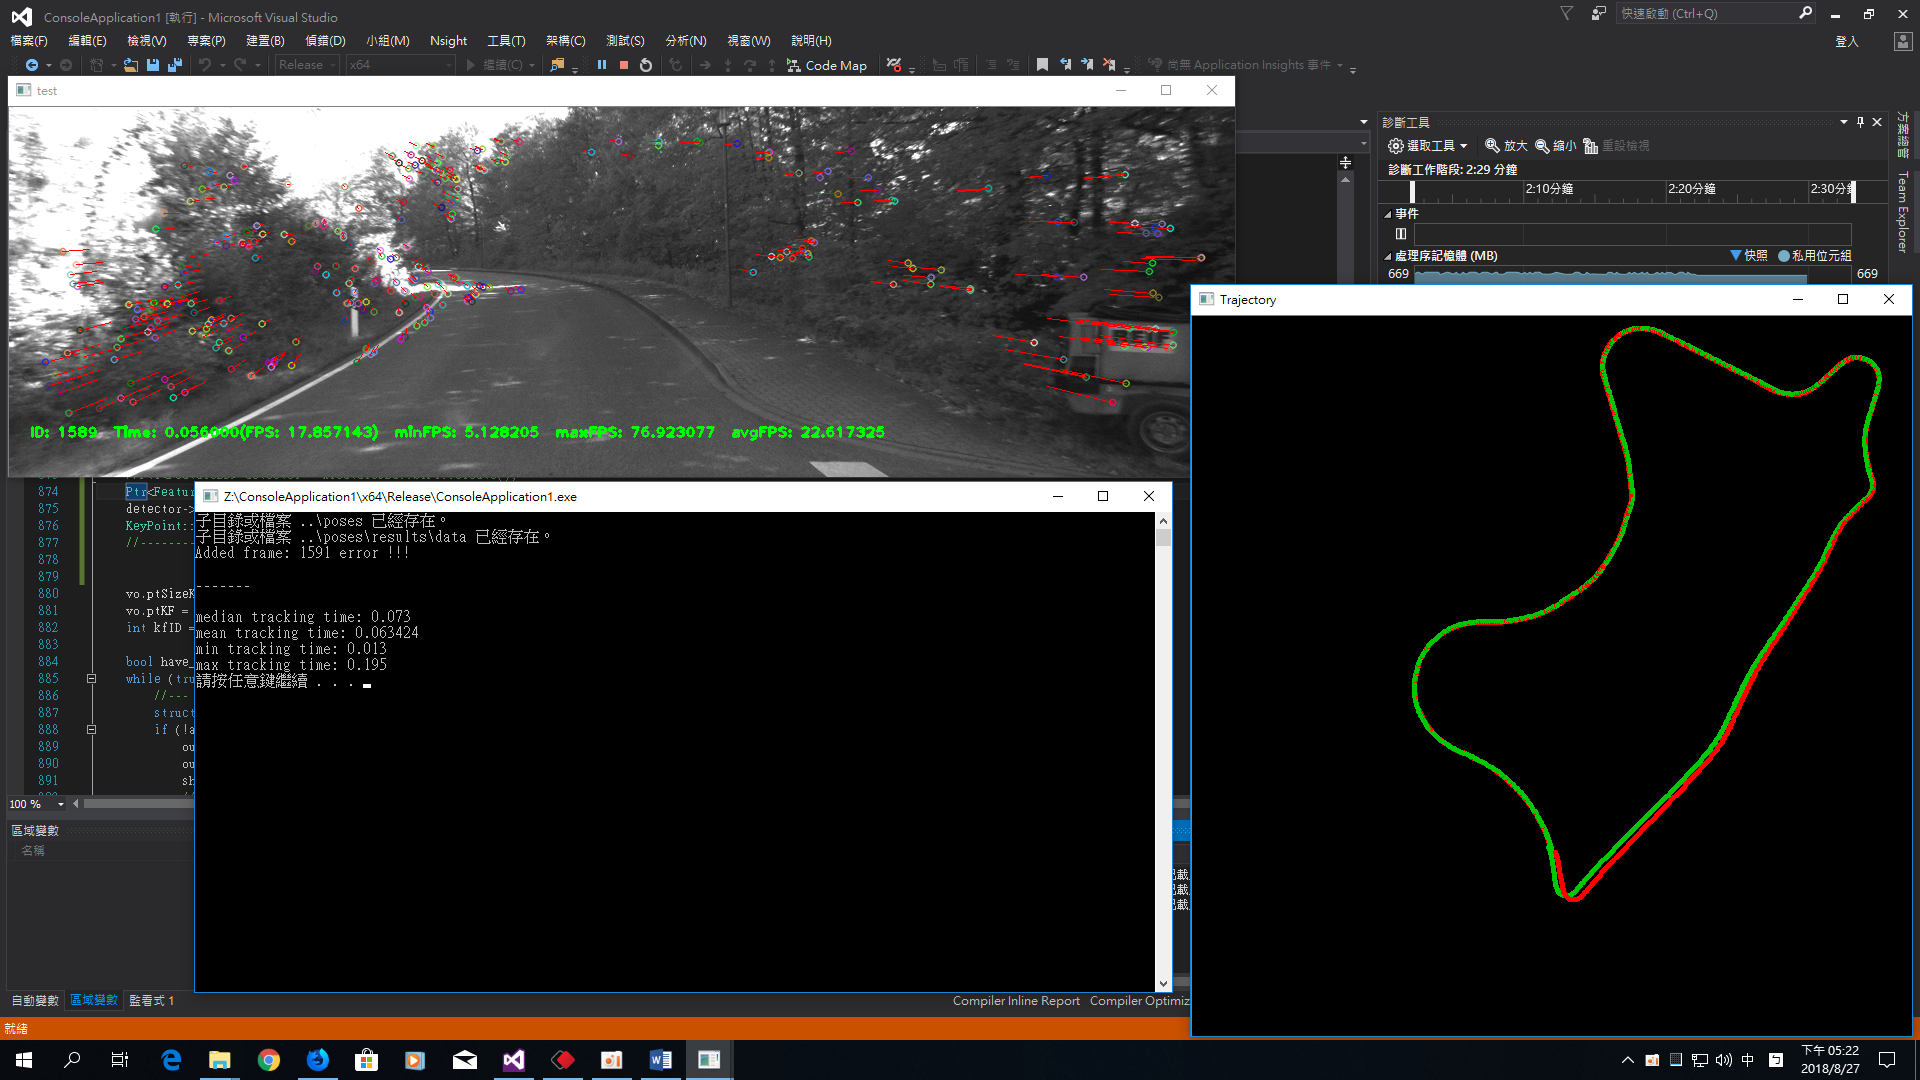 ConsoleApplication1 [執行] - Microsoft Visual Studio
快速啟動 (Ctrl+Q)
檔案(F) 編輯(E) 檢視(V) 專案(P) 建置(B) 偵錯(D) 小組(M) Nsight 工具(T) 架構(C) 測試(S) 分析(N) 視窗(W) 說明(H)
登入
Release x64 繼續(C) Code Map 尚無 Application Insights 事件
test
ID: 1589 Time: 0.056000(FPS: 17.857143) minFPS: 5.128205 maxFPS: 76.923077 avgFPS: 22.617325
診斷工具
選取工具 放大 縮小 重設檢視
診斷工作階段: 2:29 分鐘
2:10分鐘 2:20分鐘 2:30分鐘
事件
處理序記憶體 (MB) 快照 私用位元組
669 669
方案總管
Team Explorer
Trajectory
874 Ptr<Featur
875 detector->
876 KeyPoint::
877 //--------
878
879
880 vo.ptSizeK
881 vo.ptKF =
882 int kfID =
883
884 bool have_
885 while (tru
886 //---
887 struct
888 if (!a
889 ou
890 ou
891 sh
100 %
Z:\ConsoleApplication1\x64\Release\ConsoleApplication1.exe
子目錄或檔案 ..\poses 已經存在。
子目錄或檔案 ..\poses\results\data 已經存在。
Added frame: 1591 error !!!
-------
median tracking time: 0.073
mean tracking time: 0.063424
min tracking time: 0.013
max tracking time: 0.195
請按任意鍵繼續 . . .
區域變數
名稱
自動變數 區域變數 監看式 1
Compiler Inline Report Compiler Optimiz
就緒
中
下午 05:22
2018/8/27